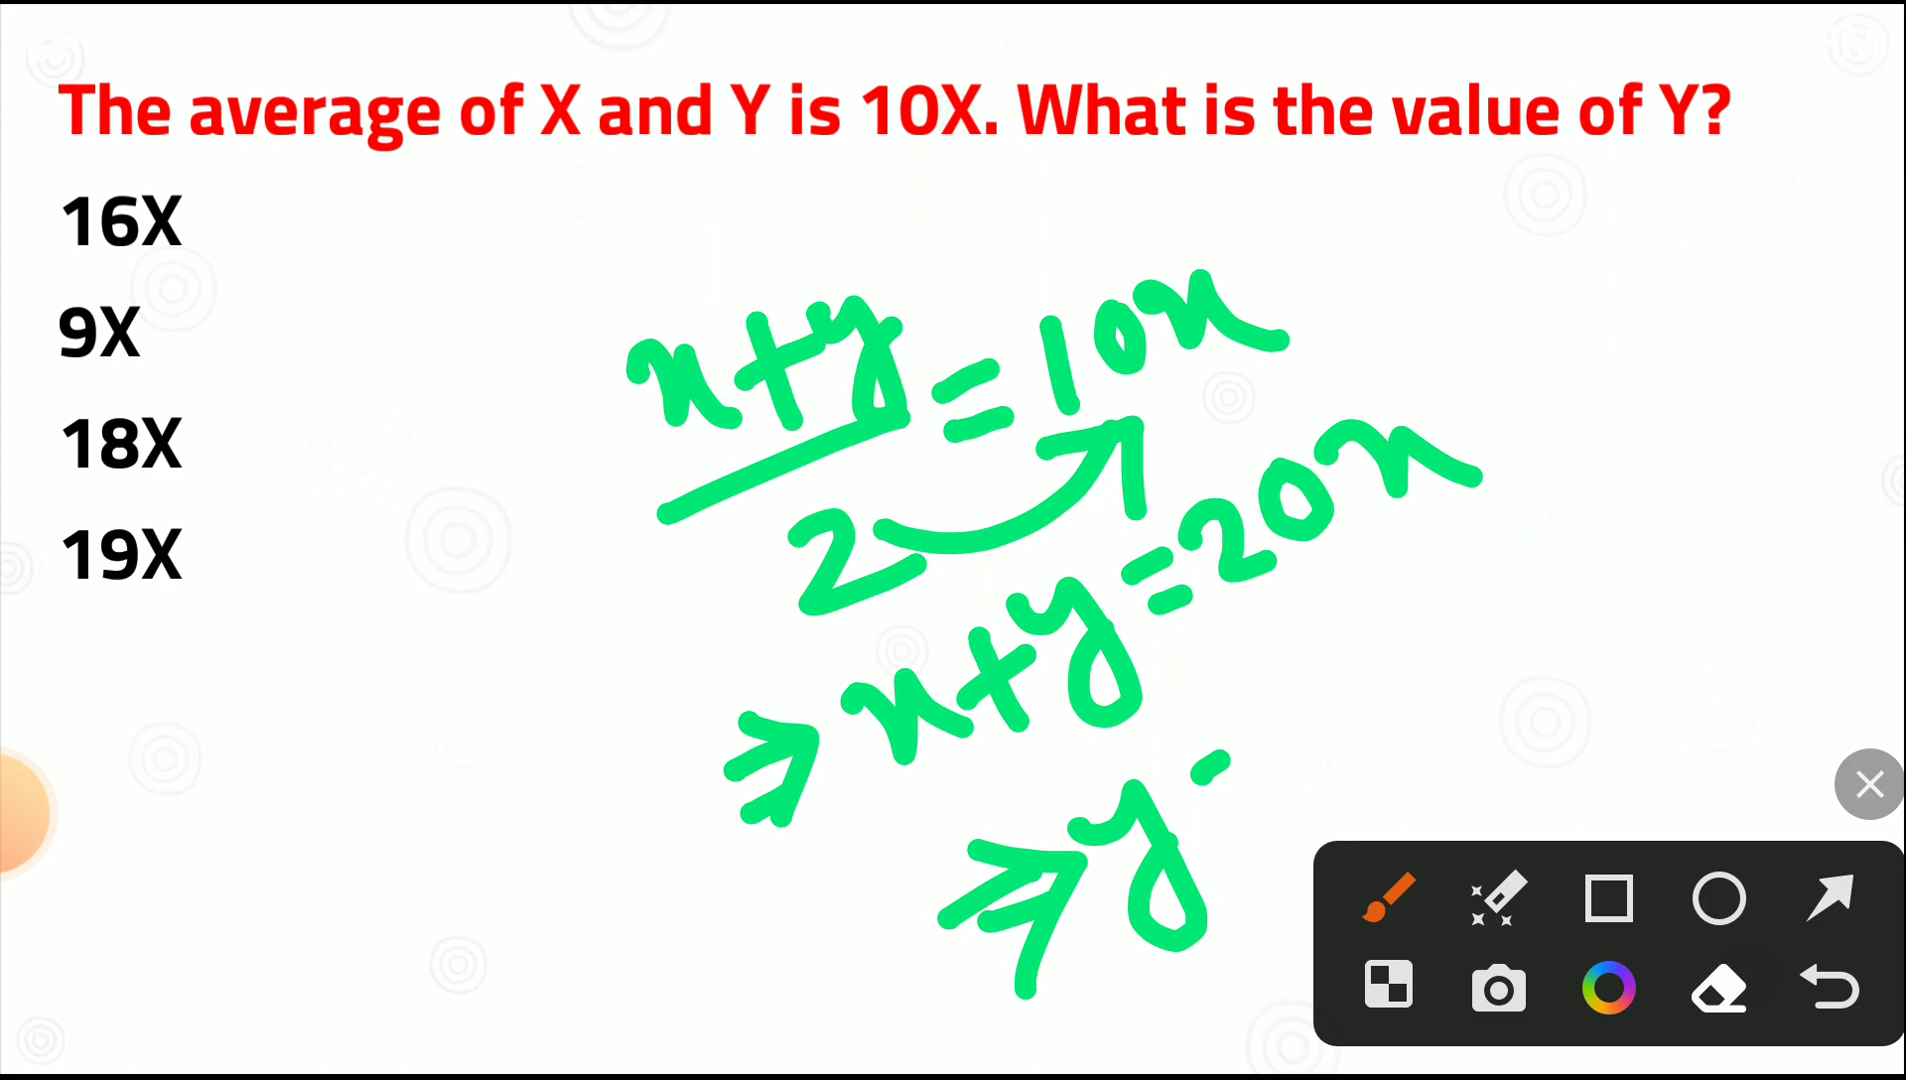 The average of X and Y is 10X. What is the value of Y?
16X
9X
18X
19X
x+y = 10x
2
⇒ x+y = 20x
⇒ y -